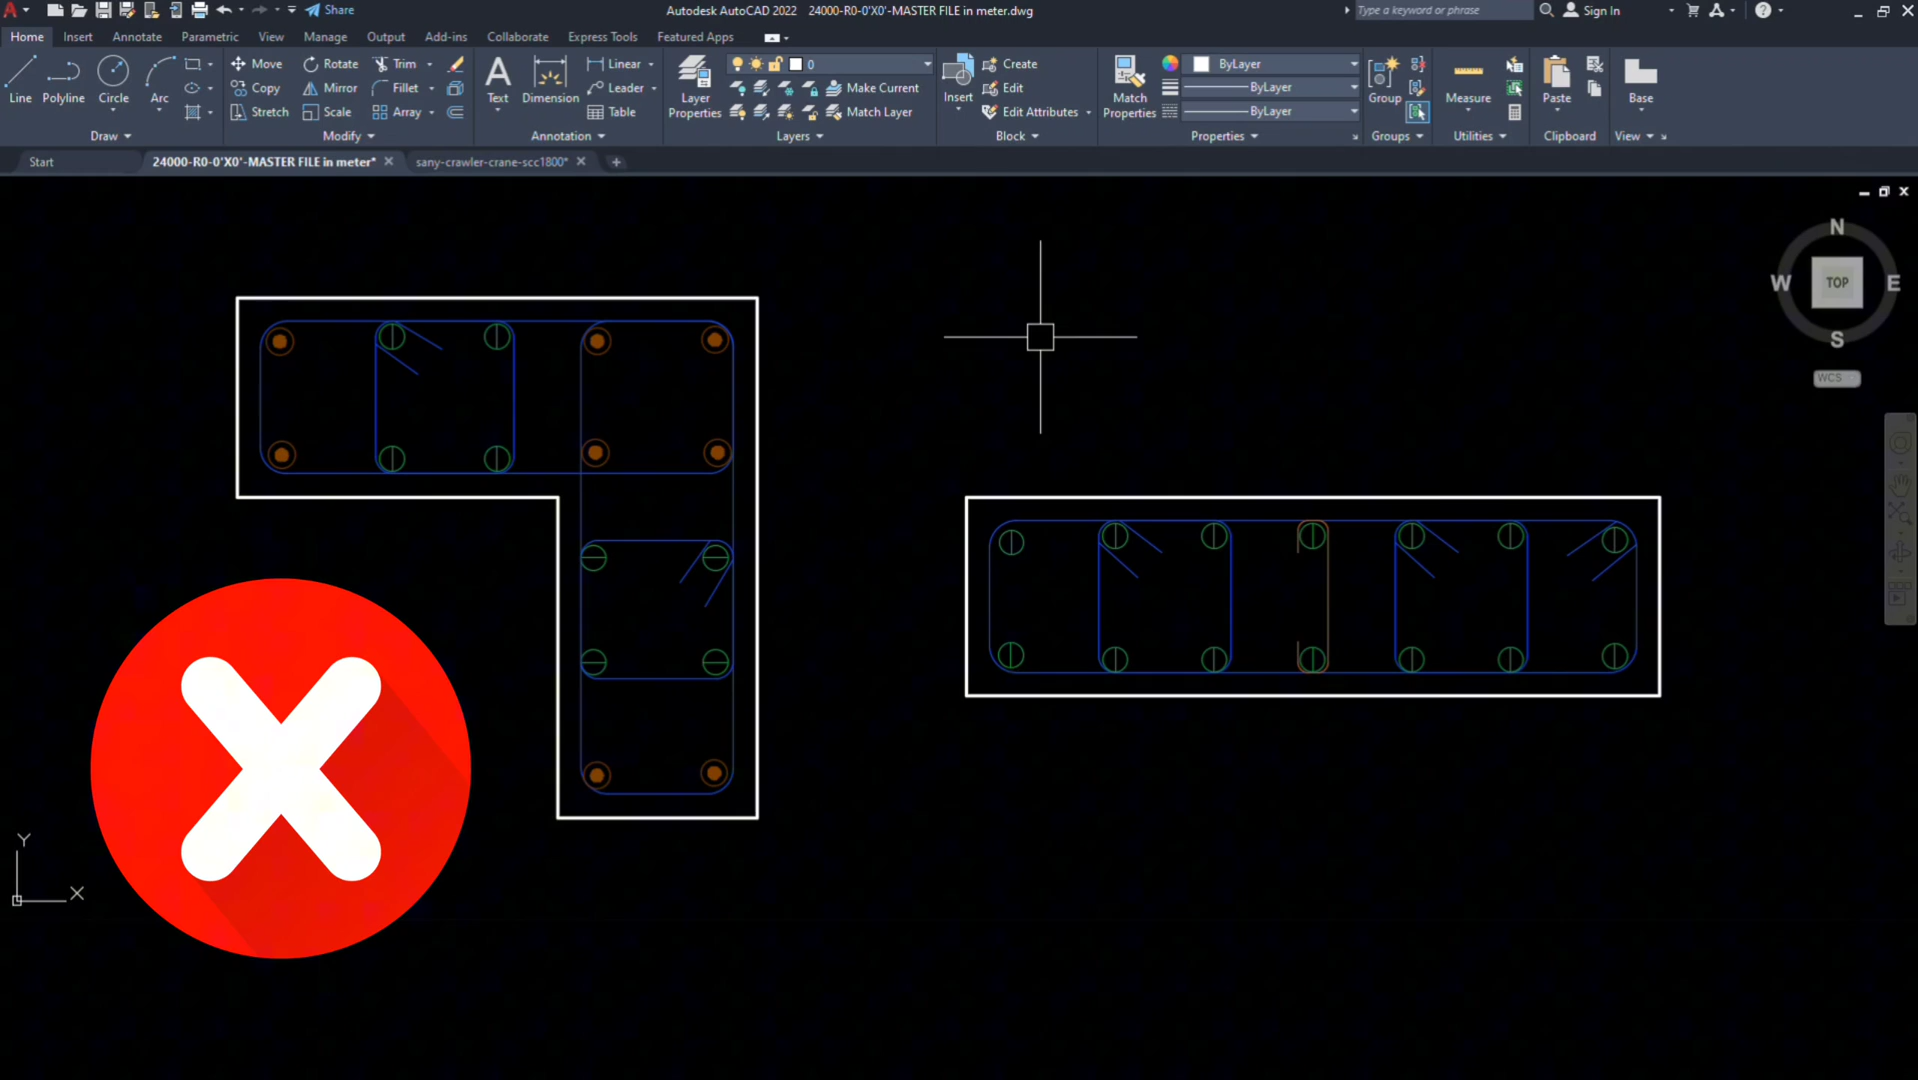 Share
Autodesk AutoCAD 2022 24000-R0-0'X0'-MASTER FILE in meter.dwg
Type a keyword or phrase
Sign In
Home Insert Annotate Parametric View Manage Output Add-ins Collaborate Express Tools Featured Apps
Line Polyline Circle Arc
Draw
Move Rotate Trim
Copy Mirror Fillet
Stretch Scale Array
Modify
Text Dimension
Linear
Leader
Table
Annotation
Layer Properties
0
Make Current
Match Layer
Layers
Insert
Create
Edit
Edit Attributes
Block
Match Properties
ByLayer
ByLayer
ByLayer
Properties
Group
Groups
Measure
Utilities
Paste
Clipboard
Base
View
Start
24000-R0-0'X0'-MASTER FILE in meter*
sany-crawler-crane-scc1800*
N
W TOP E
S
WCS
Y
X